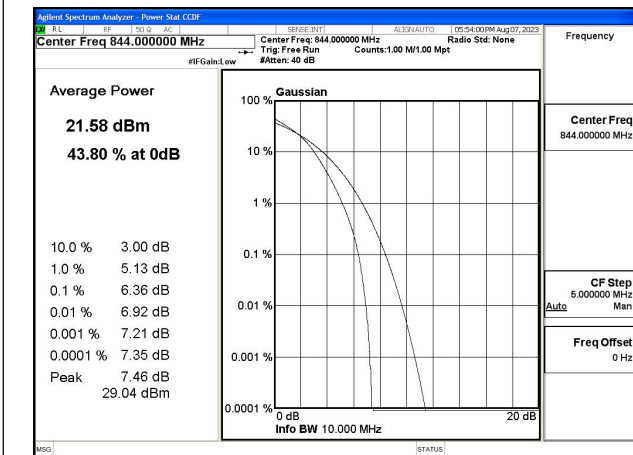 Agilent Spectrum Analyzer - Power Stat CCDF
RL RF 50 Ω AC SENSE:INT ALIGN AUTO 05:54:00 PM Aug 07, 2023
Center Freq 844.000000 MHz
Center Freq: 844.000000 MHz Radio Std: None
Trig: Free Run Counts:1.00 M/1.00 Mpt
#IFGain:Low #Atten: 40 dB
Frequency
Average Power
21.58 dBm
43.80 % at 0dB
10.0 % 3.00 dB
1.0 % 5.13 dB
0.1 % 6.36 dB
0.01 % 6.92 dB
0.001 % 7.21 dB
0.0001 % 7.35 dB
Peak 7.46 dB
29.04 dBm
Gaussian
100 %
10 %
1 %
0.1 %
0.01 %
0.001 %
0.0001 %
0 dB 20 dB
Info BW 10.000 MHz
Center Freq
844.000000 MHz
CF Step
5.000000 MHz
Auto Man
Freq Offset
0 Hz
MSG STATUS